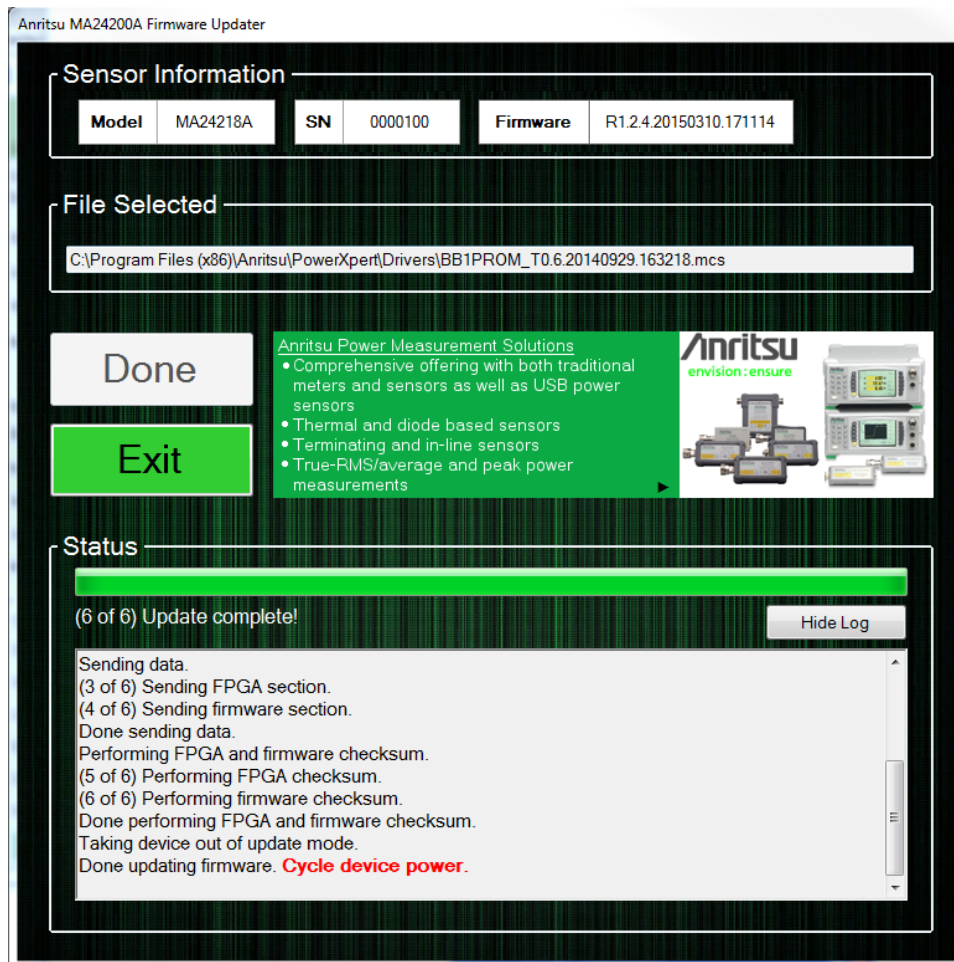 Anritsu MA24200A Firmware Updater
Sensor Information
Model MA24218A SN 0000100 Firmware R1.2.4.20150310.171114
File Selected
C:\Program Files (x86)\Anritsu\PowerXpert\Drivers\BB1PROM_T0.6.20140929.163218.mcs
Done
Exit
Anritsu Power Measurement Solutions
• Comprehensive offering with both traditional
meters and sensors as well as USB power
sensors
• Thermal and diode based sensors
• Terminating and in-line sensors
• True-RMS/average and peak power
measurements
Anritsu
envision : ensure
Status
(6 of 6) Update complete!
Hide Log
Sending data.
(3 of 6) Sending FPGA section.
(4 of 6) Sending firmware section.
Done sending data.
Performing FPGA and firmware checksum.
(5 of 6) Performing FPGA checksum.
(6 of 6) Performing firmware checksum.
Done performing FPGA and firmware checksum.
Taking device out of update mode.
Done updating firmware. Cycle device power.